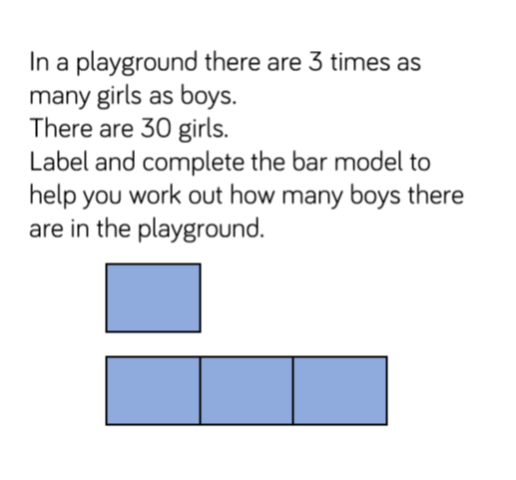 In a playground there are 3 times as
many girls as boys.
There are 30 girls.
Label and complete the bar model to
help you work out how many boys there
are in the playground.